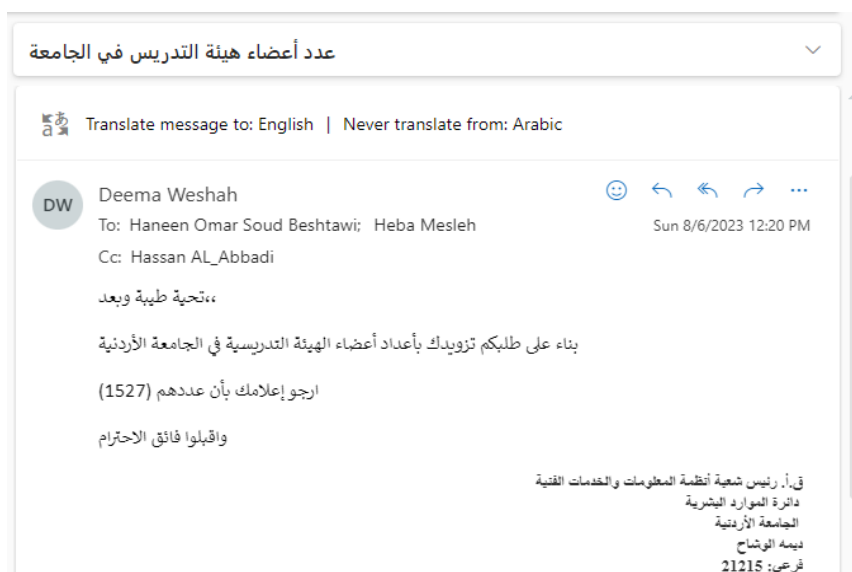 عدد أعضاء هيئة التدريس في الجامعة
Translate message to: English | Never translate from: Arabic
DW
Deema Weshah
To: Haneen Omar Soud Beshtawi; Heba Mesleh
Sun 8/6/2023 12:20 PM
Cc: Hassan AL_Abbadi
،،تحية طيبة وبعد
بناء على طلبكم تزويدك بأعداد أعضاء الهيئة التدريسية في الجامعة الأردنية
ارجو إعلامك بأن عددهم (1527)
واقبلوا فائق الاحترام
ق.أ. رئيس شعبة أنظمة المعلومات والخدمات الفنية
دائرة الموارد البشرية
الجامعة الأردنية
ديمه الوشاح
فرعي: 21215